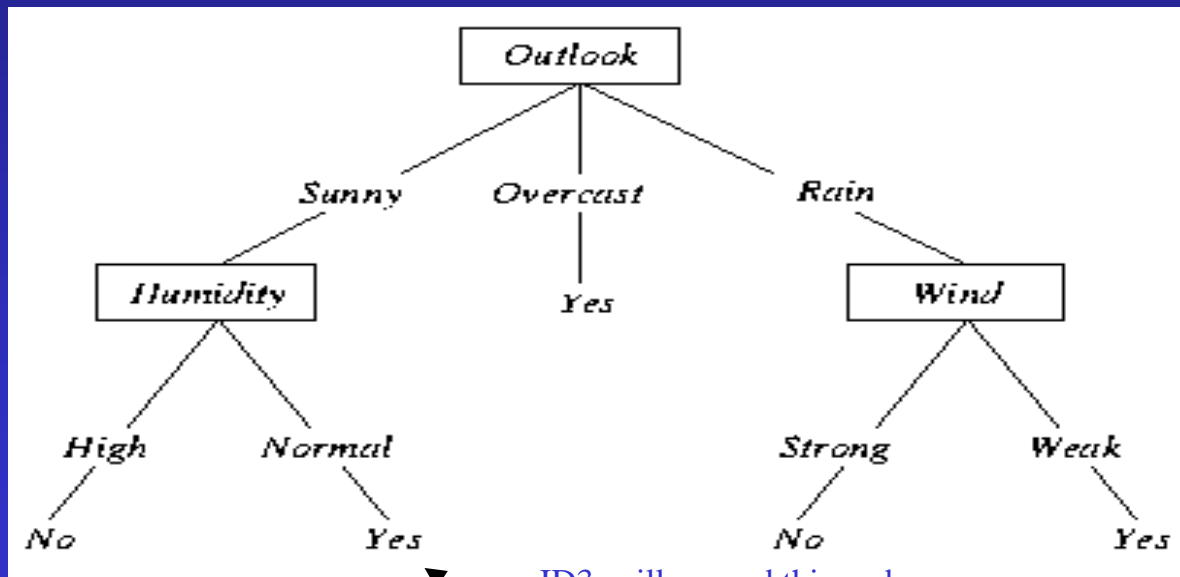 Outlook
Sunny Overcast Rain
Humidity Yes Wind
High Normal Strong Weak
No Yes No Yes